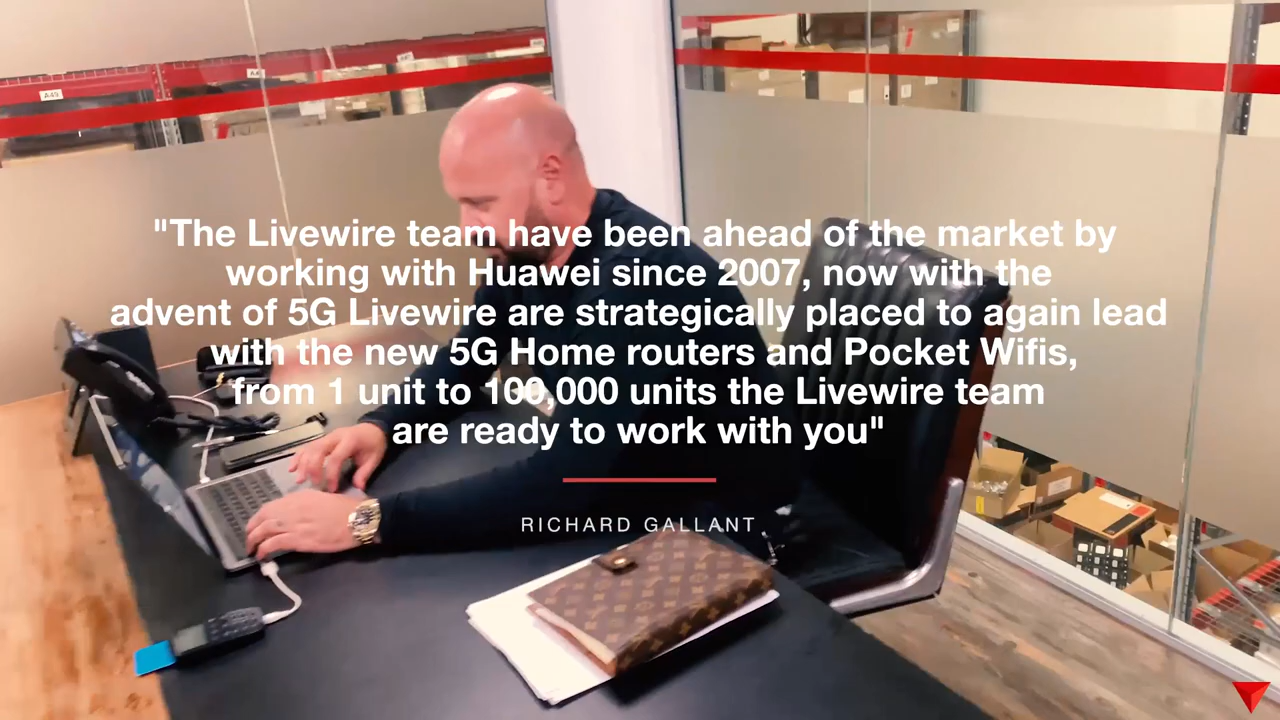 A49
"The Livewire team have been ahead of the market by
working with Huawei since 2007, now with the
advent of 5G Livewire are strategically placed to again lead
with the new 5G Home routers and Pocket Wifis,
from 1 unit to 100,000 units the Livewire team
are ready to work with you"
RICHARD GALLANT